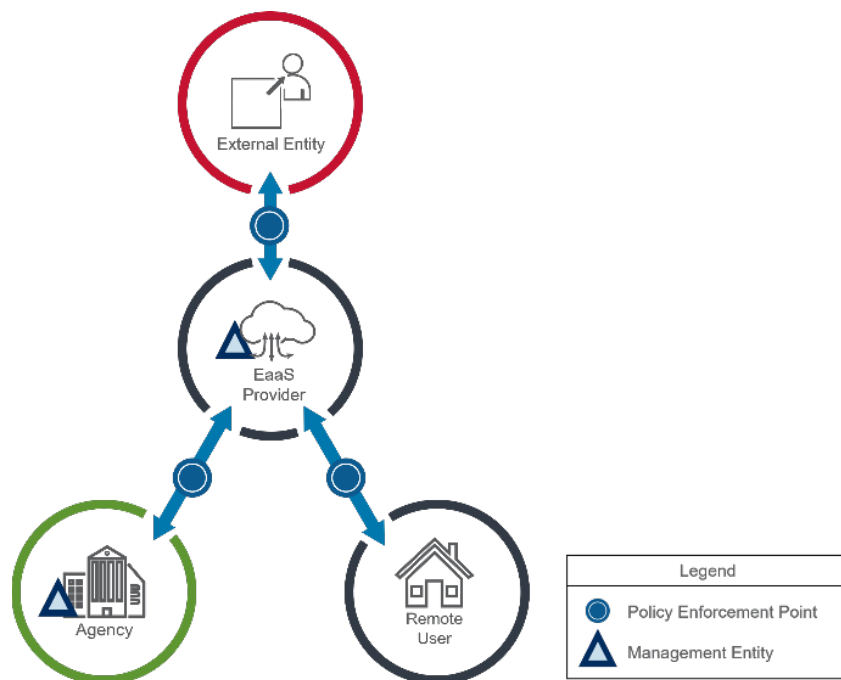 External Entity
EaaS
Provider
Agency
Remote
User
Legend
Policy Enforcement Point
Management Entity